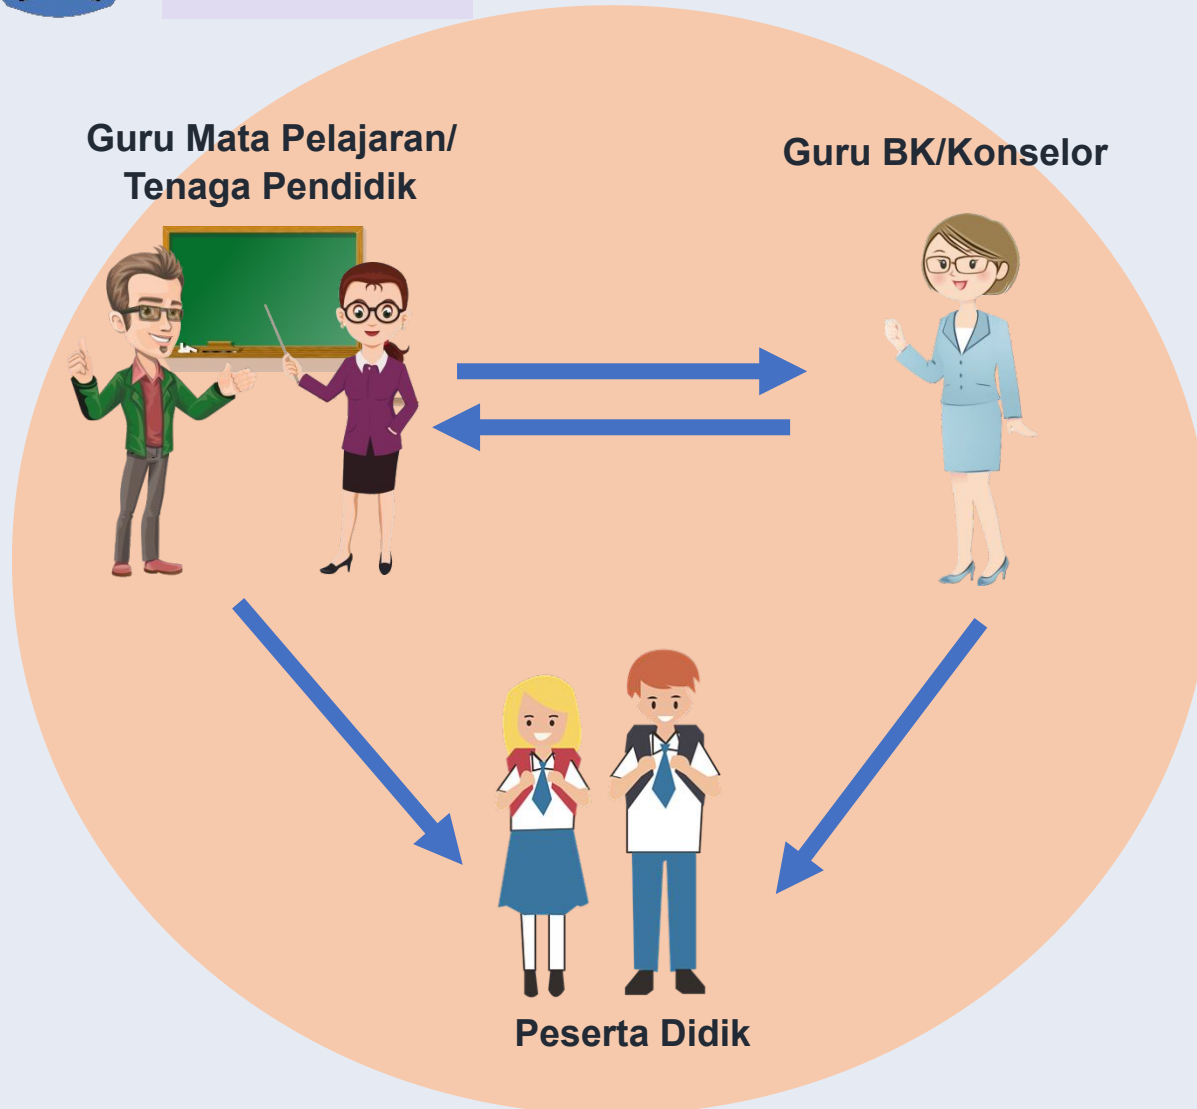 Guru Mata Pelajaran/
Tenaga Pendidik
Guru BK/Konselor
Peserta Didik